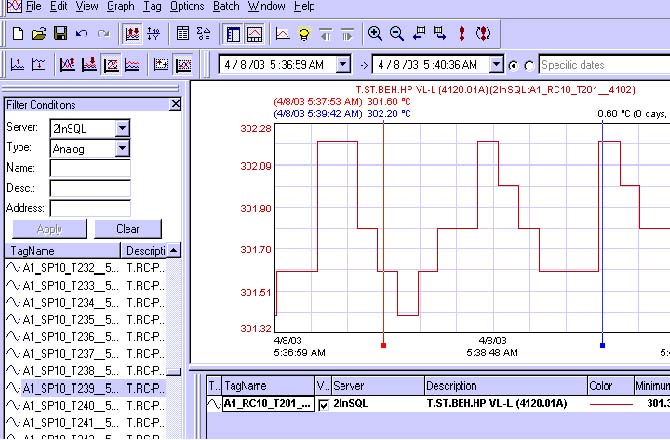 File Edit View Graph Tag Options Batch Window Help
4 / 8 /03 5:36:59 AM -> 4 / 8 /03 5:40:36 AM Specific dates
Filter Conditions
Server: 2InSQL
Type: Analog
Name:
Desc.:
Address:
Apply Clear
TagName Descripti
A1_SP10_T232__5... T.RC-P...
A1_SP10_T233__5... T.RC-P...
A1_SP10_T234__5... T.RC-P...
A1_SP10_T235__5... T.RC-P...
A1_SP10_T236__5... T.RC-P...
A1_SP10_T237__5... T.RC-P...
A1_SP10_T238__5... T.RC-P...
A1_SP10_T239__5... T.RC-P...
A1_SP10_T240__5... T.RC-P...
A1_SP10_T241__5... T.RC-P...
T.ST.BEH.HP VL-L (4120.01A)(2InSQL:A1_RC10_T201__4102)
(4/8/03 5:37:53 AM) 301.60 °C
(4/8/03 5:39:42 AM) 302.20 °C
0.60 °C (0 days,
302.28
302.09
301.90
301.70
301.51
301.32
4/8/03
5:36:59 AM
4/8/03
5:38:48 AM
T... TagName V... Server Description Color Minimum
A1_RC10_T201_... 2InSQL T.ST.BEH.HP VL-L (4120.01A) 301.3